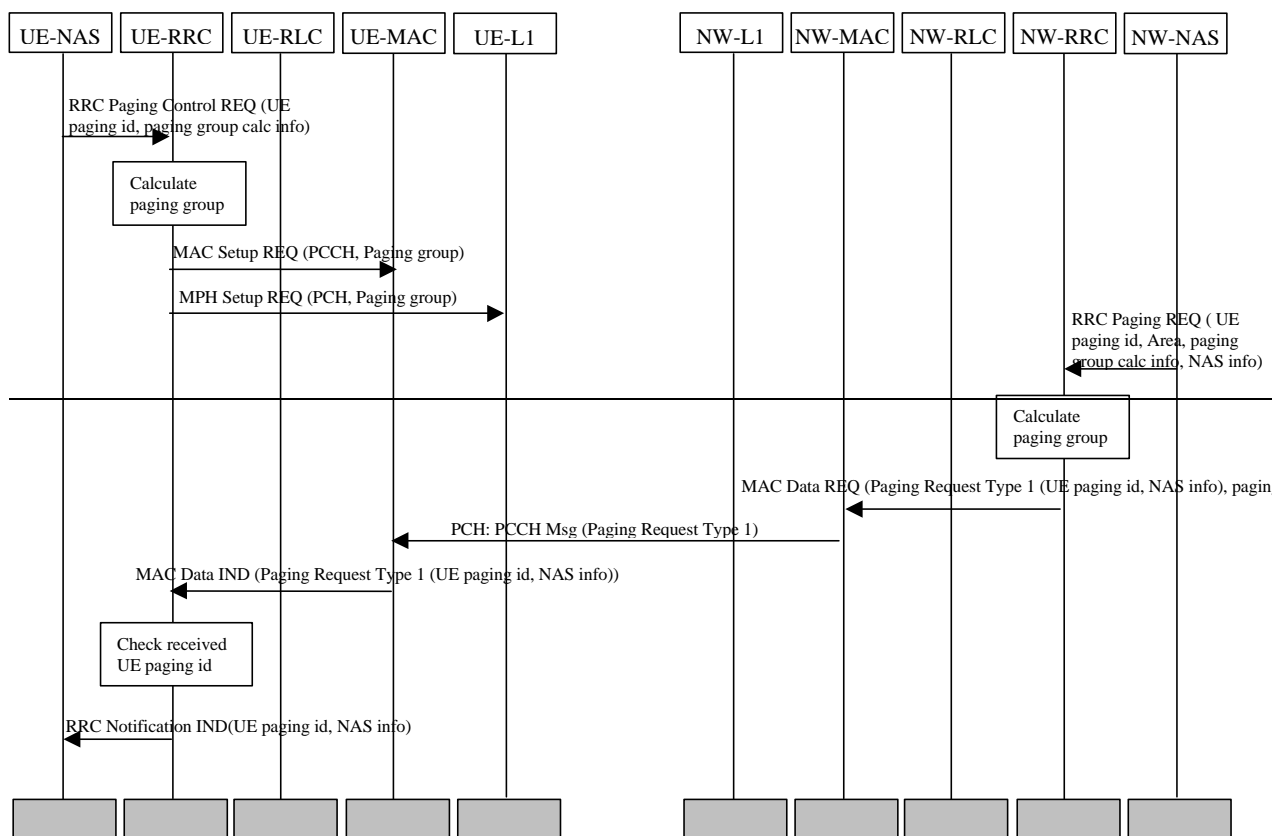 UE-NAS UE-RRC UE-RLC UE-MAC UE-L1 NW-L1 NW-MAC NW-RLC NW-RRC NW-NAS
RRC Paging Control REQ (UE
paging id, paging group calc info)
Calculate
paging group
MAC Setup REQ (PCCH, Paging group)
MPH Setup REQ (PCH, Paging group)
RRC Paging REQ ( UE
paging id, Area, paging
group calc info, NAS info)
Calculate
paging group
MAC Data REQ (Paging Request Type 1 (UE paging id, NAS info), paging
PCH: PCCH Msg (Paging Request Type 1)
MAC Data IND (Paging Request Type 1 (UE paging id, NAS info))
Check received
UE paging id
RRC Notification IND(UE paging id, NAS info)